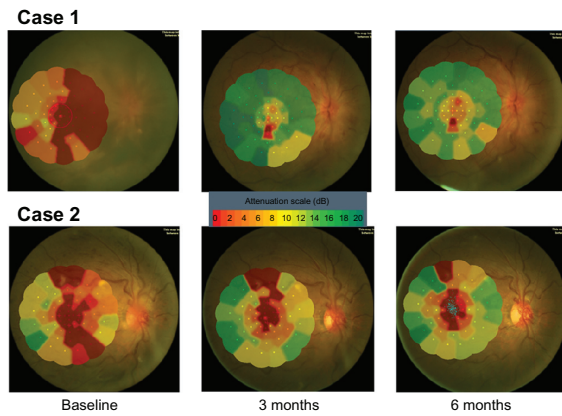 Case 1
Attenuation scale (dB)
0 2 4 6 8 10 12 14 16 18 20
Case 2
Baseline 3 months 6 months